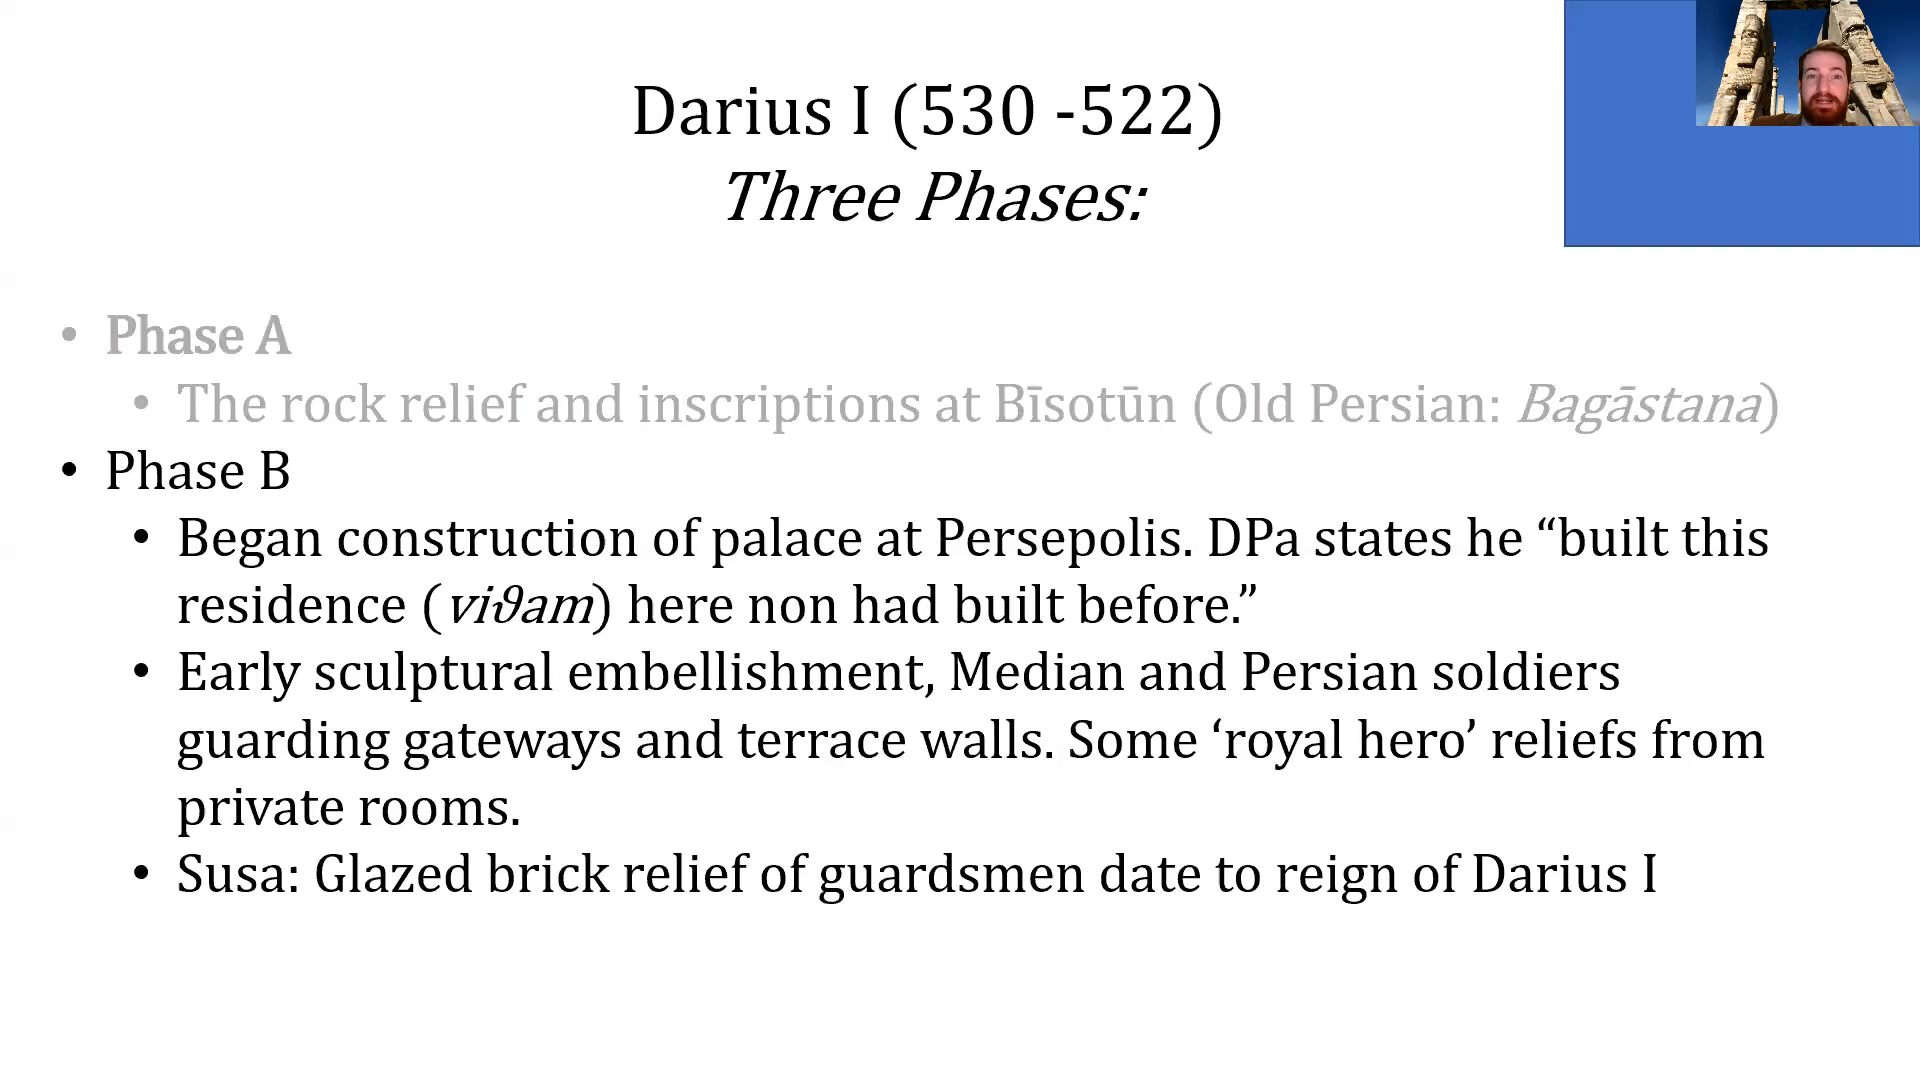 Darius I (530 -522)
Three Phases:
• Phase A
• The rock relief and inscriptions at Bīsotūn (Old Persian: Bagāstana)
• Phase B
• Began construction of palace at Persepolis. DPa states he “built this
residence (viϑam) here non had built before.”
• Early sculptural embellishment, Median and Persian soldiers
guarding gateways and terrace walls. Some ‘royal hero’ reliefs from
private rooms.
• Susa: Glazed brick relief of guardsmen date to reign of Darius I